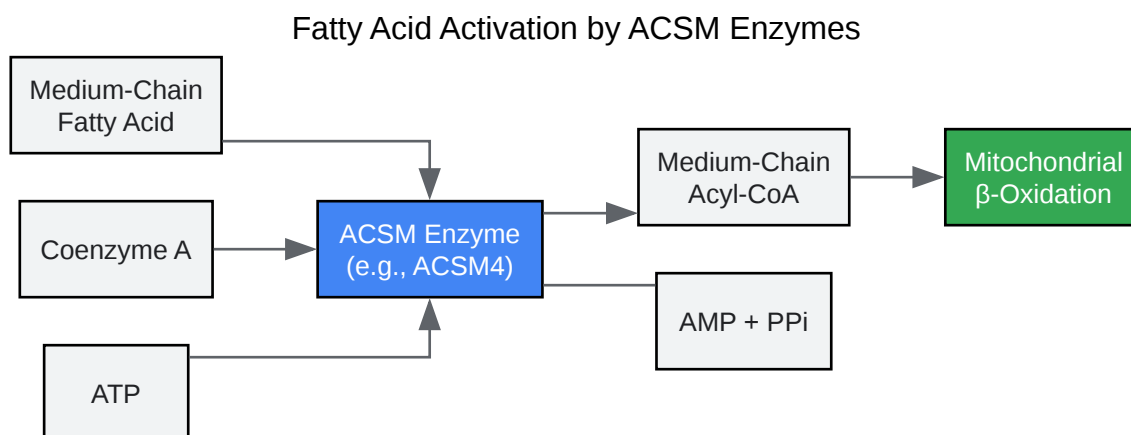 Fatty Acid Activation by ACSM Enzymes
Medium-Chain
Fatty Acid
Coenzyme A
ATP
ACSM Enzyme
(e.g., ACSM4)
Medium-Chain
Acyl-CoA
AMP + PPi
Mitochondrial
β-Oxidation